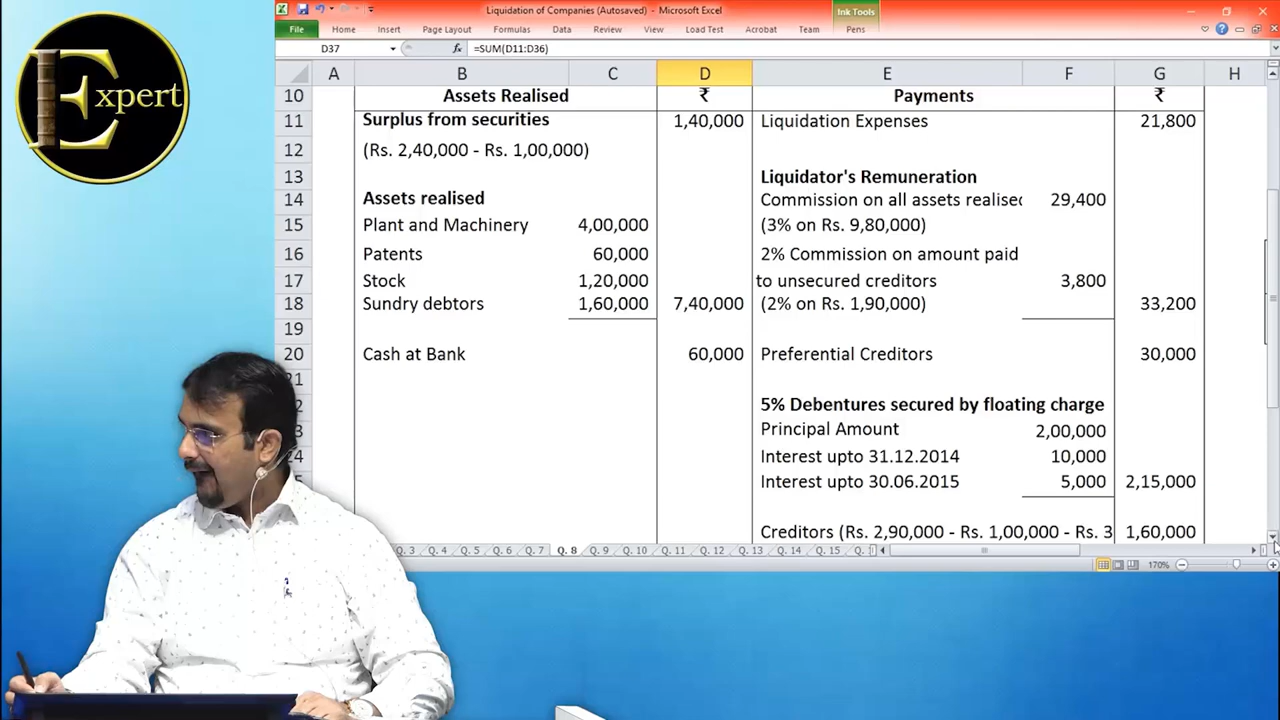 Expert
Liquidation of Companies (Autosaved) - Microsoft Excel
Ink Tools
File Home Insert Page Layout Formulas Data Review View Load Test Acrobat Team Pens
D37 fx =SUM(D11:D36)
A B C D E F G H
10 Assets Realised ₹ Payments ₹
11 Surplus from securities 1,40,000 Liquidation Expenses 21,800
12 (Rs. 2,40,000 - Rs. 1,00,000)
13 Liquidator's Remuneration
14 Assets realised Commission on all assets realised 29,400
15 Plant and Machinery 4,00,000 (3% on Rs. 9,80,000)
16 Patents 60,000 2% Commission on amount paid
17 Stock 1,20,000 to unsecured creditors 3,800
18 Sundry debtors 1,60,000 7,40,000 (2% on Rs. 1,90,000) 33,200
19
20 Cash at Bank 60,000 Preferential Creditors 30,000
21
2 5% Debentures secured by floating charge
3 Principal Amount 2,00,000
24 Interest upto 31.12.2014 10,000
Interest upto 30.06.2015 5,000 2,15,000
Creditors (Rs. 2,90,000 - Rs. 1,00,000 - Rs. 3 1,60,000
Q. 3 Q. 4 Q. 5 Q. 6 Q. 7 Q. 8 Q. 9 Q. 10 Q. 11 Q. 12 Q. 13 Q. 14 Q. 15 Q. 170%